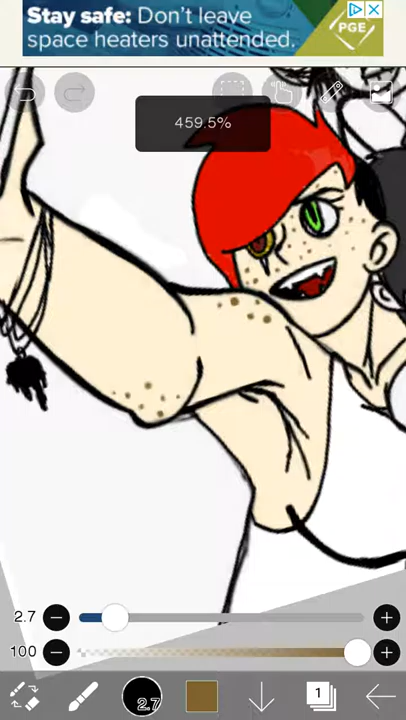 Stay safe: Don't leave
space heaters unattended.
PGE
459.5%
2.7
100
2.7
1